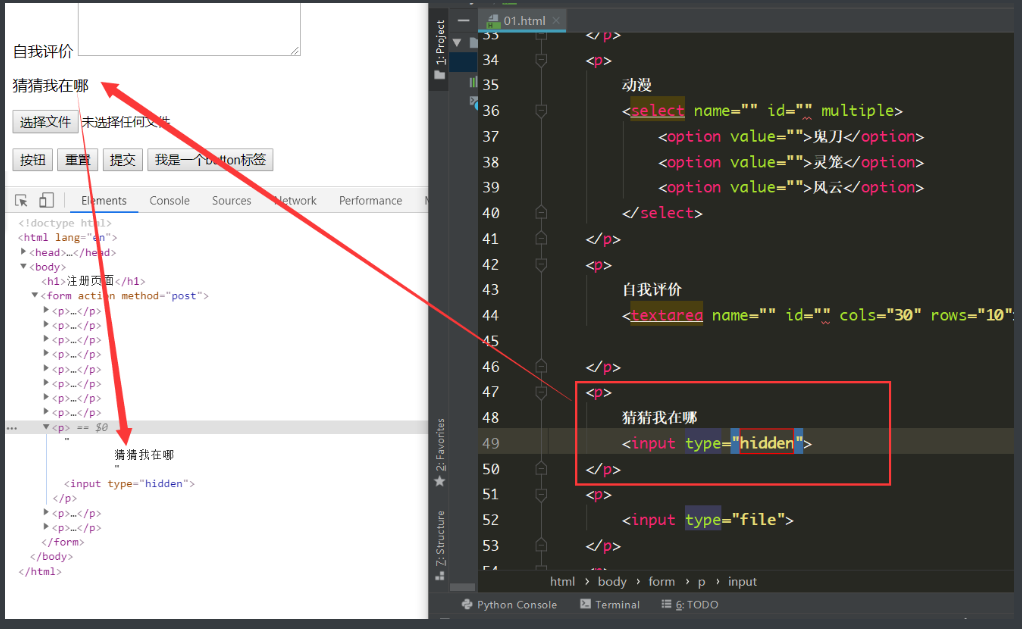 自我评价
猜猜我在哪
选择文件 未选择任何文件
按钮 重置 提交 我是一个button标签
Elements Console Sources Network Performance
<!doctype html>
<html lang="en">
<head>…</head>
<body>
<h1>注册页面</h1>
<form action method="post">
<p>…</p>
<p>…</p>
<p>…</p>
<p>…</p>
<p>…</p>
<p>…</p>
<p>…</p>
<p>…</p>
<p> == $0
"
猜猜我在哪
"
<input type="hidden">
</p>
<p>…</p>
<p>…</p>
</form>
</body>
</html>
1: Project
2: Favorites
7: Structure
01.html
33 </p>
34 <p>
35 动漫
36 <select name="" id="" multiple>
37 <option value="">鬼刀</option>
38 <option value="">灵笼</option>
39 <option value="">风云</option>
40 </select>
41 </p>
42 <p>
43 自我评价
44 <textarea name="" id="" cols="30" rows="10">
45
46 </p>
47 <p>
48 猜猜我在哪
49 <input type="hidden">
50 </p>
51 <p>
52 <input type="file">
53 </p>
54 <p>
html › body › form › p › input
Python Console Terminal 6: TODO